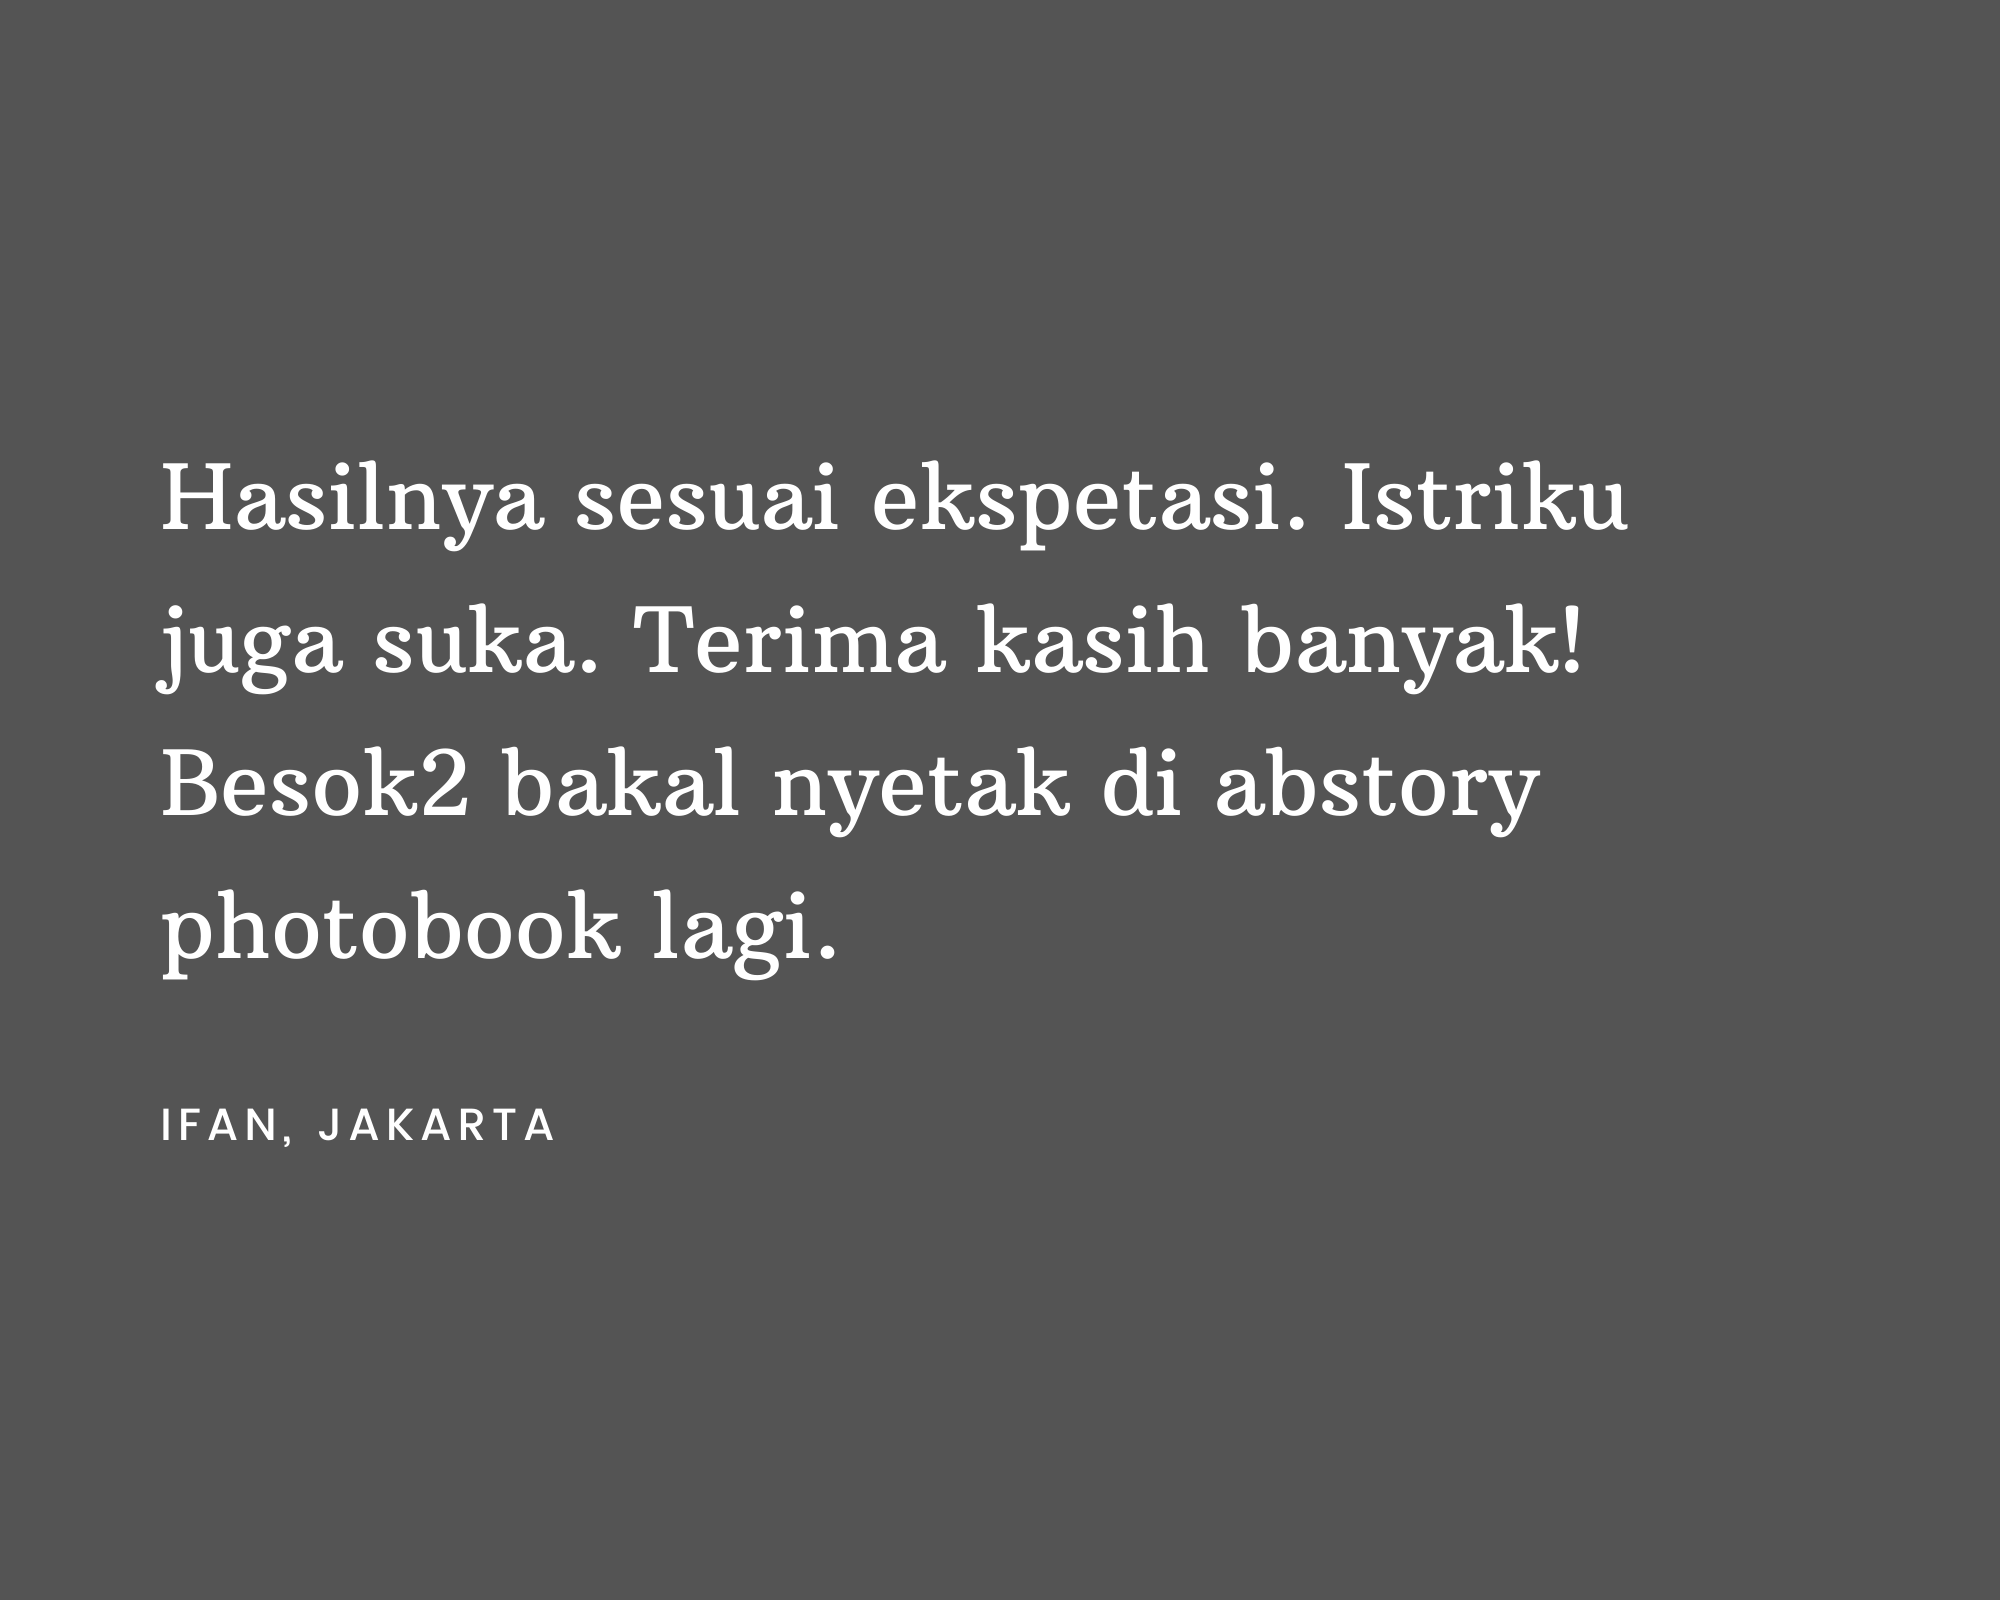 Hasilnya sesuai ekspetasi. Istriku
juga suka. Terima kasih banyak!
Besok2 bakal nyetak di abstory
photobook lagi.
IFAN, JAKARTA